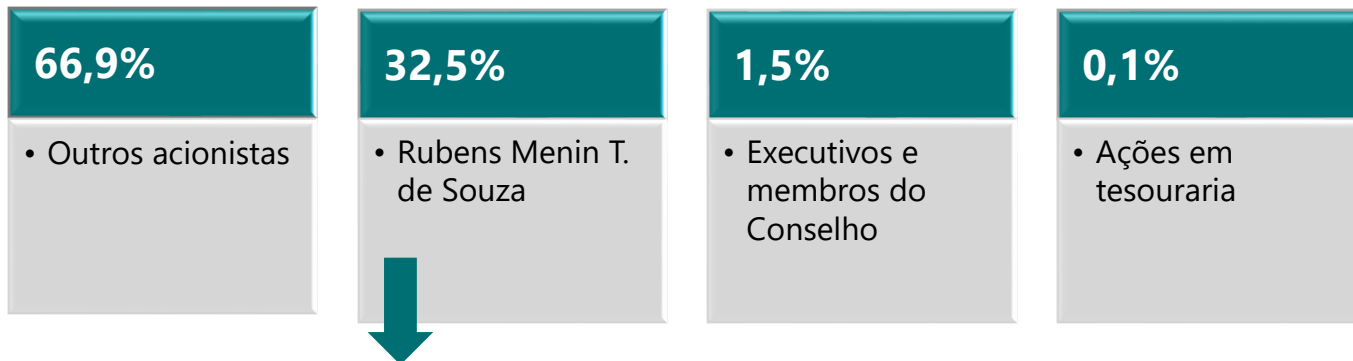 66,9%
• Outros acionistas
32,5%
• Rubens Menin T.
de Souza
1,5%
• Executivos e
membros do
Conselho
0,1%
• Ações em
tesouraria